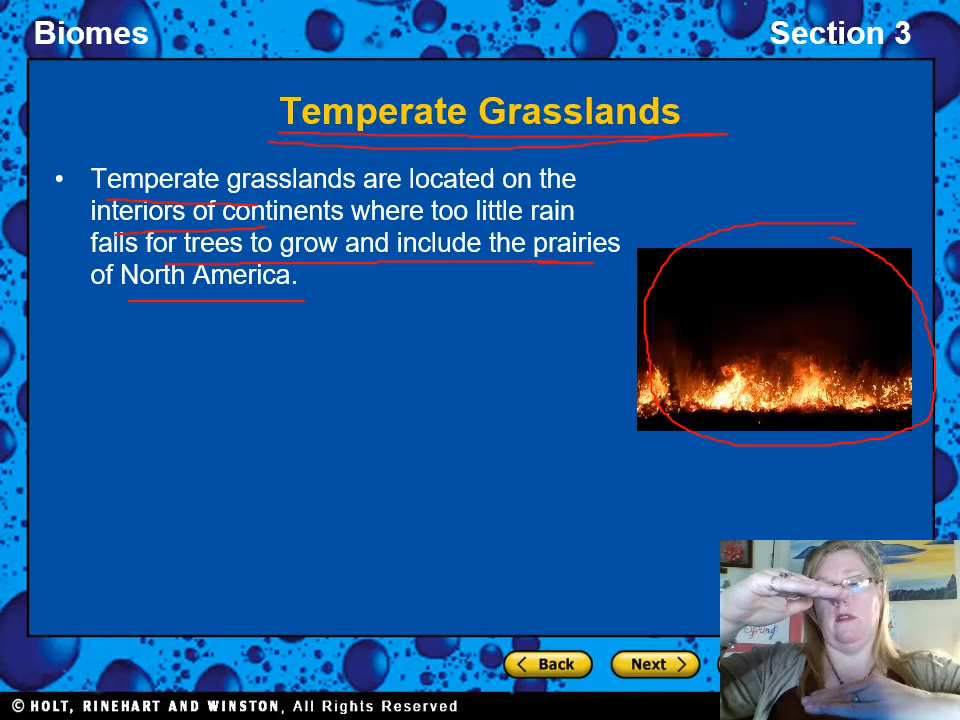 Biomes
Section 3
Temperate Grasslands
• Temperate grasslands are located on the
interiors of continents where too little rain
falls for trees to grow and include the prairies
of North America.
Spring
Back
Next
© HOLT, RINEHART AND WINSTON, All Rights Reserved